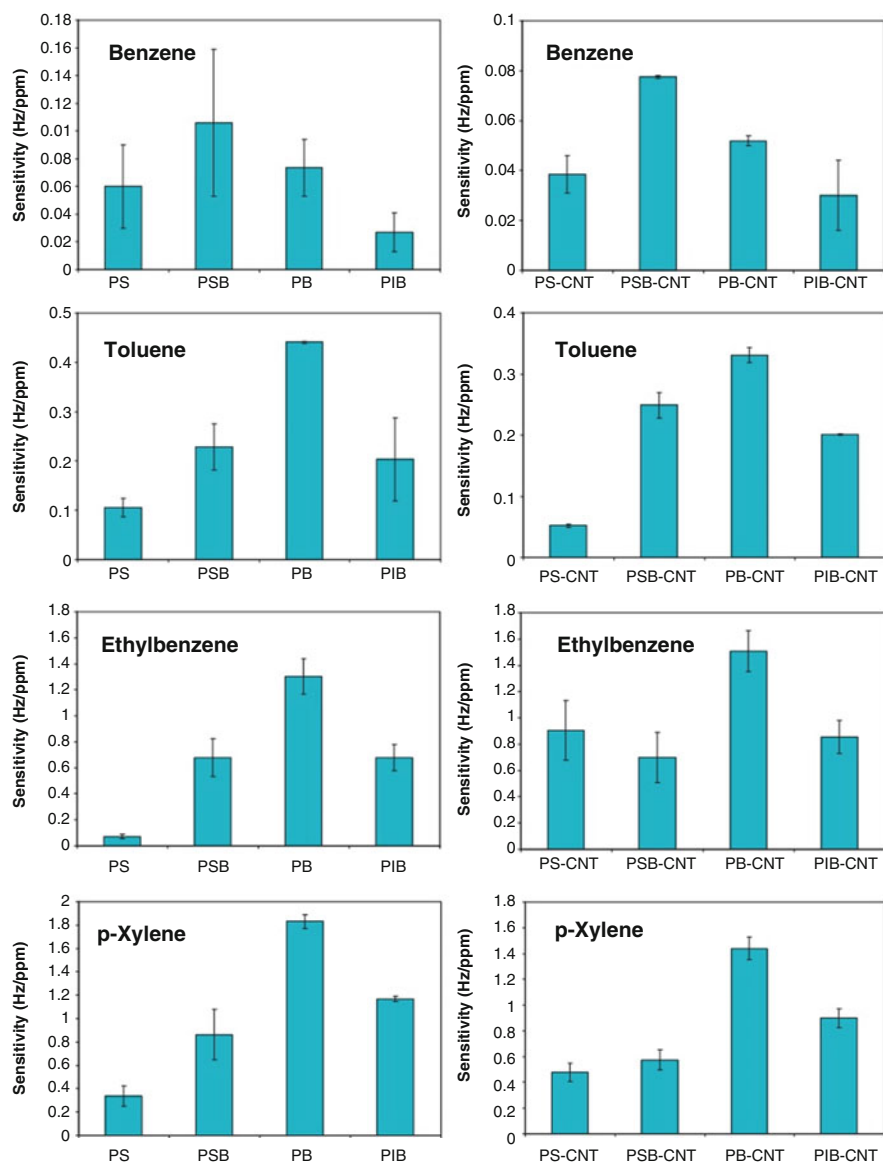 Benzene
Sensitivity (Hz/ppm)
0.18
0.16
0.14
0.12
0.1
0.08
0.06
0.04
0.02
0
PS PSB PB PIB
Benzene
Sensitivity (Hz/ppm)
0.1
0.08
0.06
0.04
0.02
0
PS-CNT PSB-CNT PB-CNT PIB-CNT
Toluene
Sensitivity (Hz/ppm)
0.5
0.4
0.3
0.2
0.1
0
PS PSB PB PIB
Toluene
Sensitivity (Hz/ppm)
0.4
0.3
0.2
0.1
0
PS-CNT PSB-CNT PB-CNT PIB-CNT
Ethylbenzene
Sensitivity (Hz/ppm)
1.8
1.6
1.4
1.2
1
0.8
0.6
0.4
0.2
0
PS PSB PB PIB
Ethylbenzene
Sensitivity (Hz/ppm)
1.8
1.6
1.4
1.2
1
0.8
0.6
0.4
0.2
0
PS-CNT PSB-CNT PB-CNT PIB-CNT
p-Xylene
Sensitivity (Hz/ppm)
2
1.8
1.6
1.4
1.2
1
0.8
0.6
0.4
0.2
0
PS PSB PB PIB
p-Xylene
Sensitivity (Hz/ppm)
1.8
1.6
1.4
1.2
1
0.8
0.6
0.4
0.2
0
PS-CNT PSB-CNT PB-CNT PIB-CNT